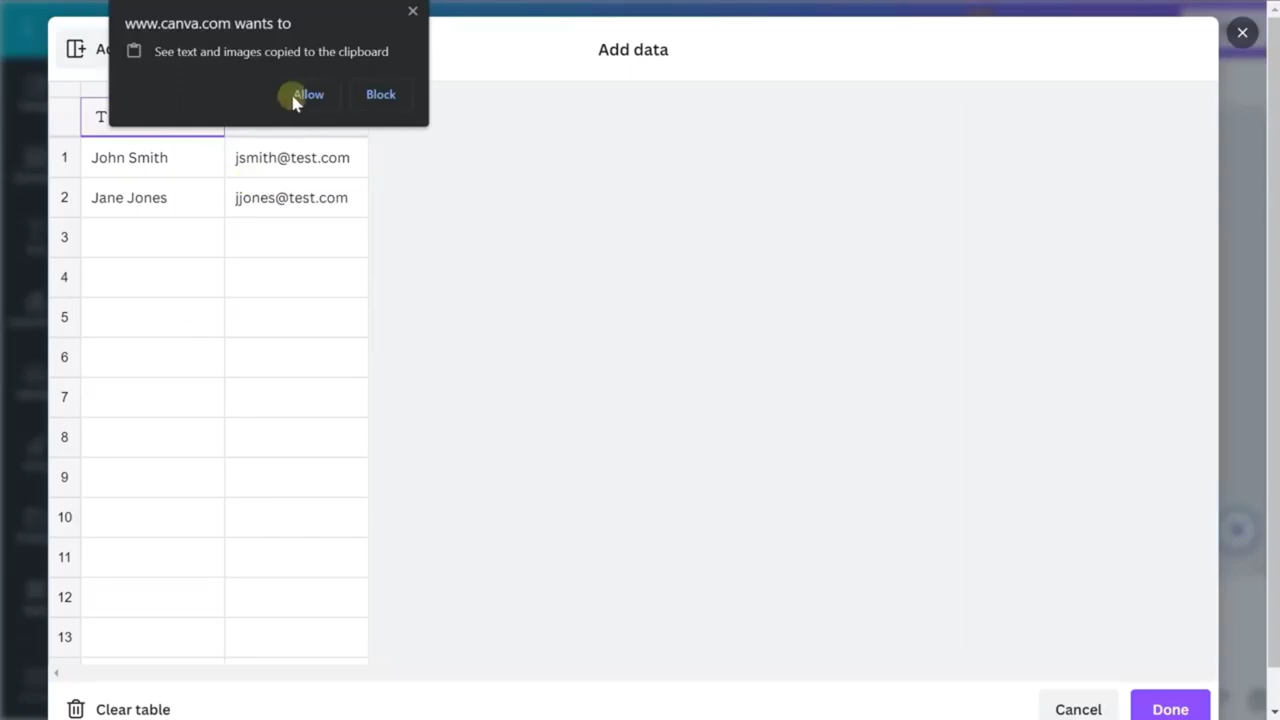 www.canva.com wants to
See text and images copied to the clipboard
Allow
Block
Add data
T
1 John Smith jsmith@test.com
2 Jane Jones jjones@test.com
3
4
5
6
7
8
9
10
11
12
13
Clear table
Cancel
Done